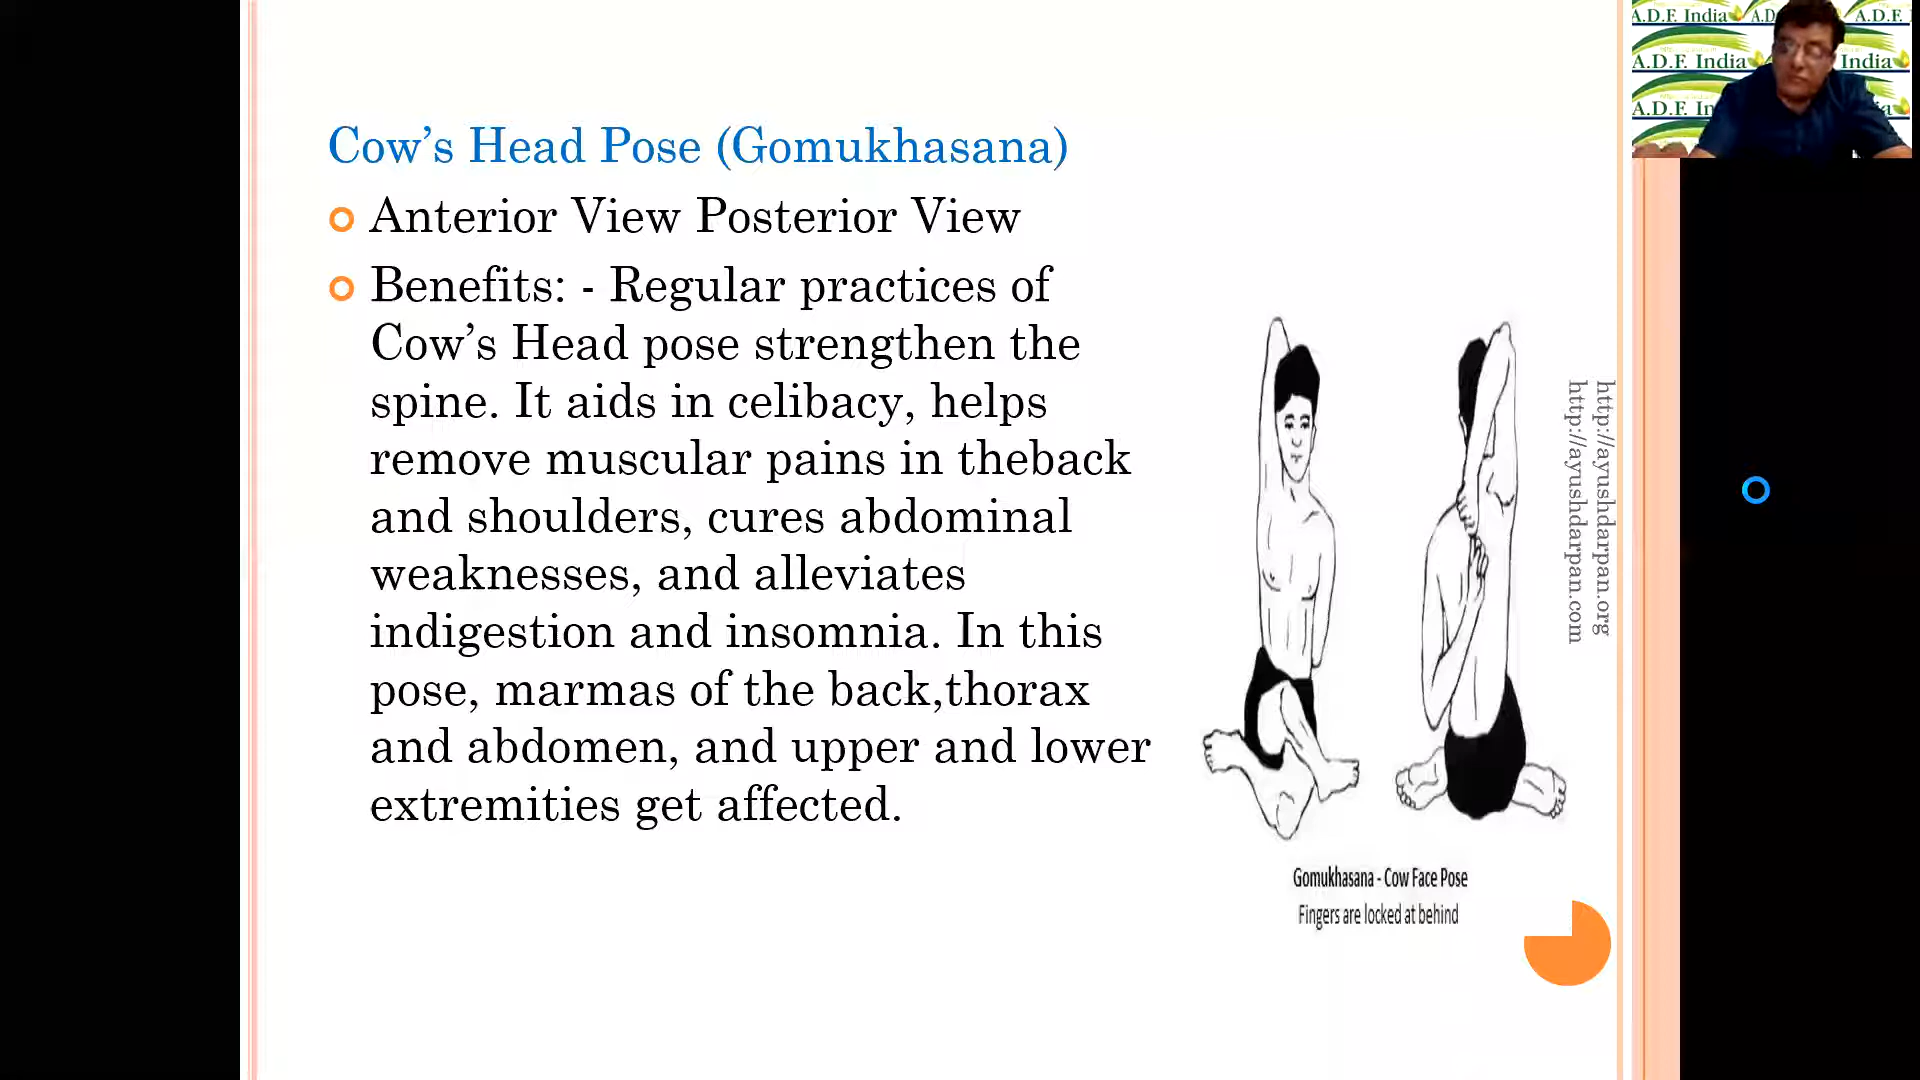 Cow’s Head Pose (Gomukhasana)
Anterior View Posterior View
Benefits: - Regular practices of
Cow’s Head pose strengthen the
spine. It aids in celibacy, helps
remove muscular pains in theback
and shoulders, cures abdominal
weaknesses, and alleviates
indigestion and insomnia. In this
pose, marmas of the back,thorax
and abdomen, and upper and lower
extremities get affected.
Gomukhasana - Cow Face Pose
Fingers are locked at behind
http://ayushdarpan.org
http://ayushdarpan.com
A.D.F. India A.D A.D.F.
A.D.F. India India
A.D.F. In ia